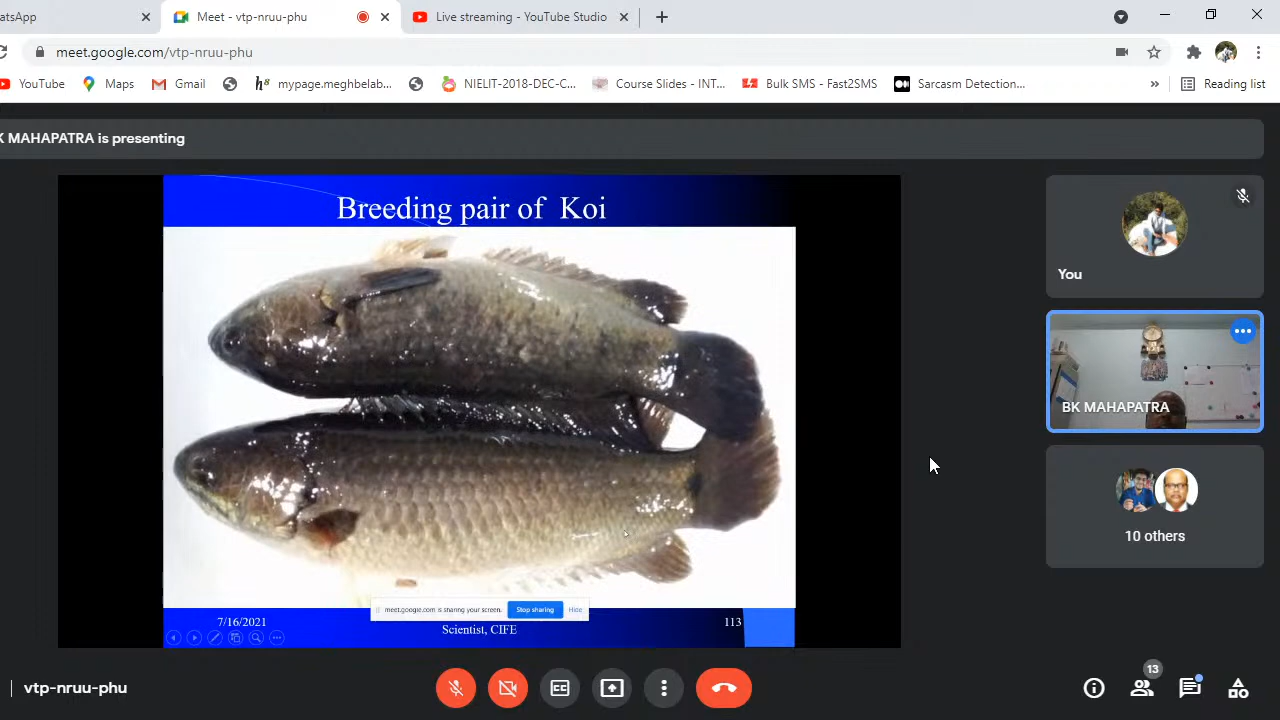 atsApp
Meet - vtp-nruu-phu
Live streaming - YouTube Studio
meet.google.com/vtp-nruu-phu
YouTube
Maps
Gmail
mypage.meghbelab...
NIELIT-2018-DEC-C...
Course Slides - INT...
Bulk SMS - Fast2SMS
Sarcasm Detection...
»
Reading list
K MAHAPATRA is presenting
Breeding pair of Koi
You
BK MAHAPATRA
10 others
meet.google.com is sharing your screen.
Stop sharing
Hide
7/16/2021
Scientist, CIFE
113
vtp-nruu-phu
CC
13